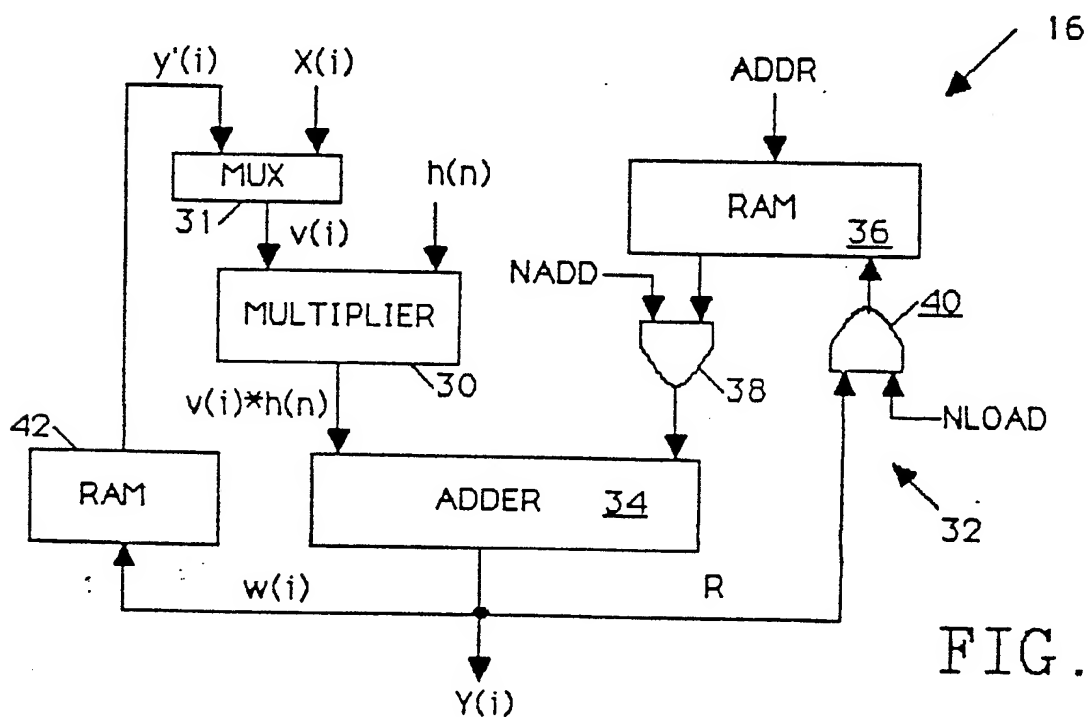 16
y'(i)
X(i)
ADDR
MUX
31
h(n)
RAM
36
v(i)
NADD
MULTIPLIER
30
40
38
v(i)*h(n)
NLOAD
42
RAM
ADDER 34
32
w(i)
R
FIG.
Y(i)